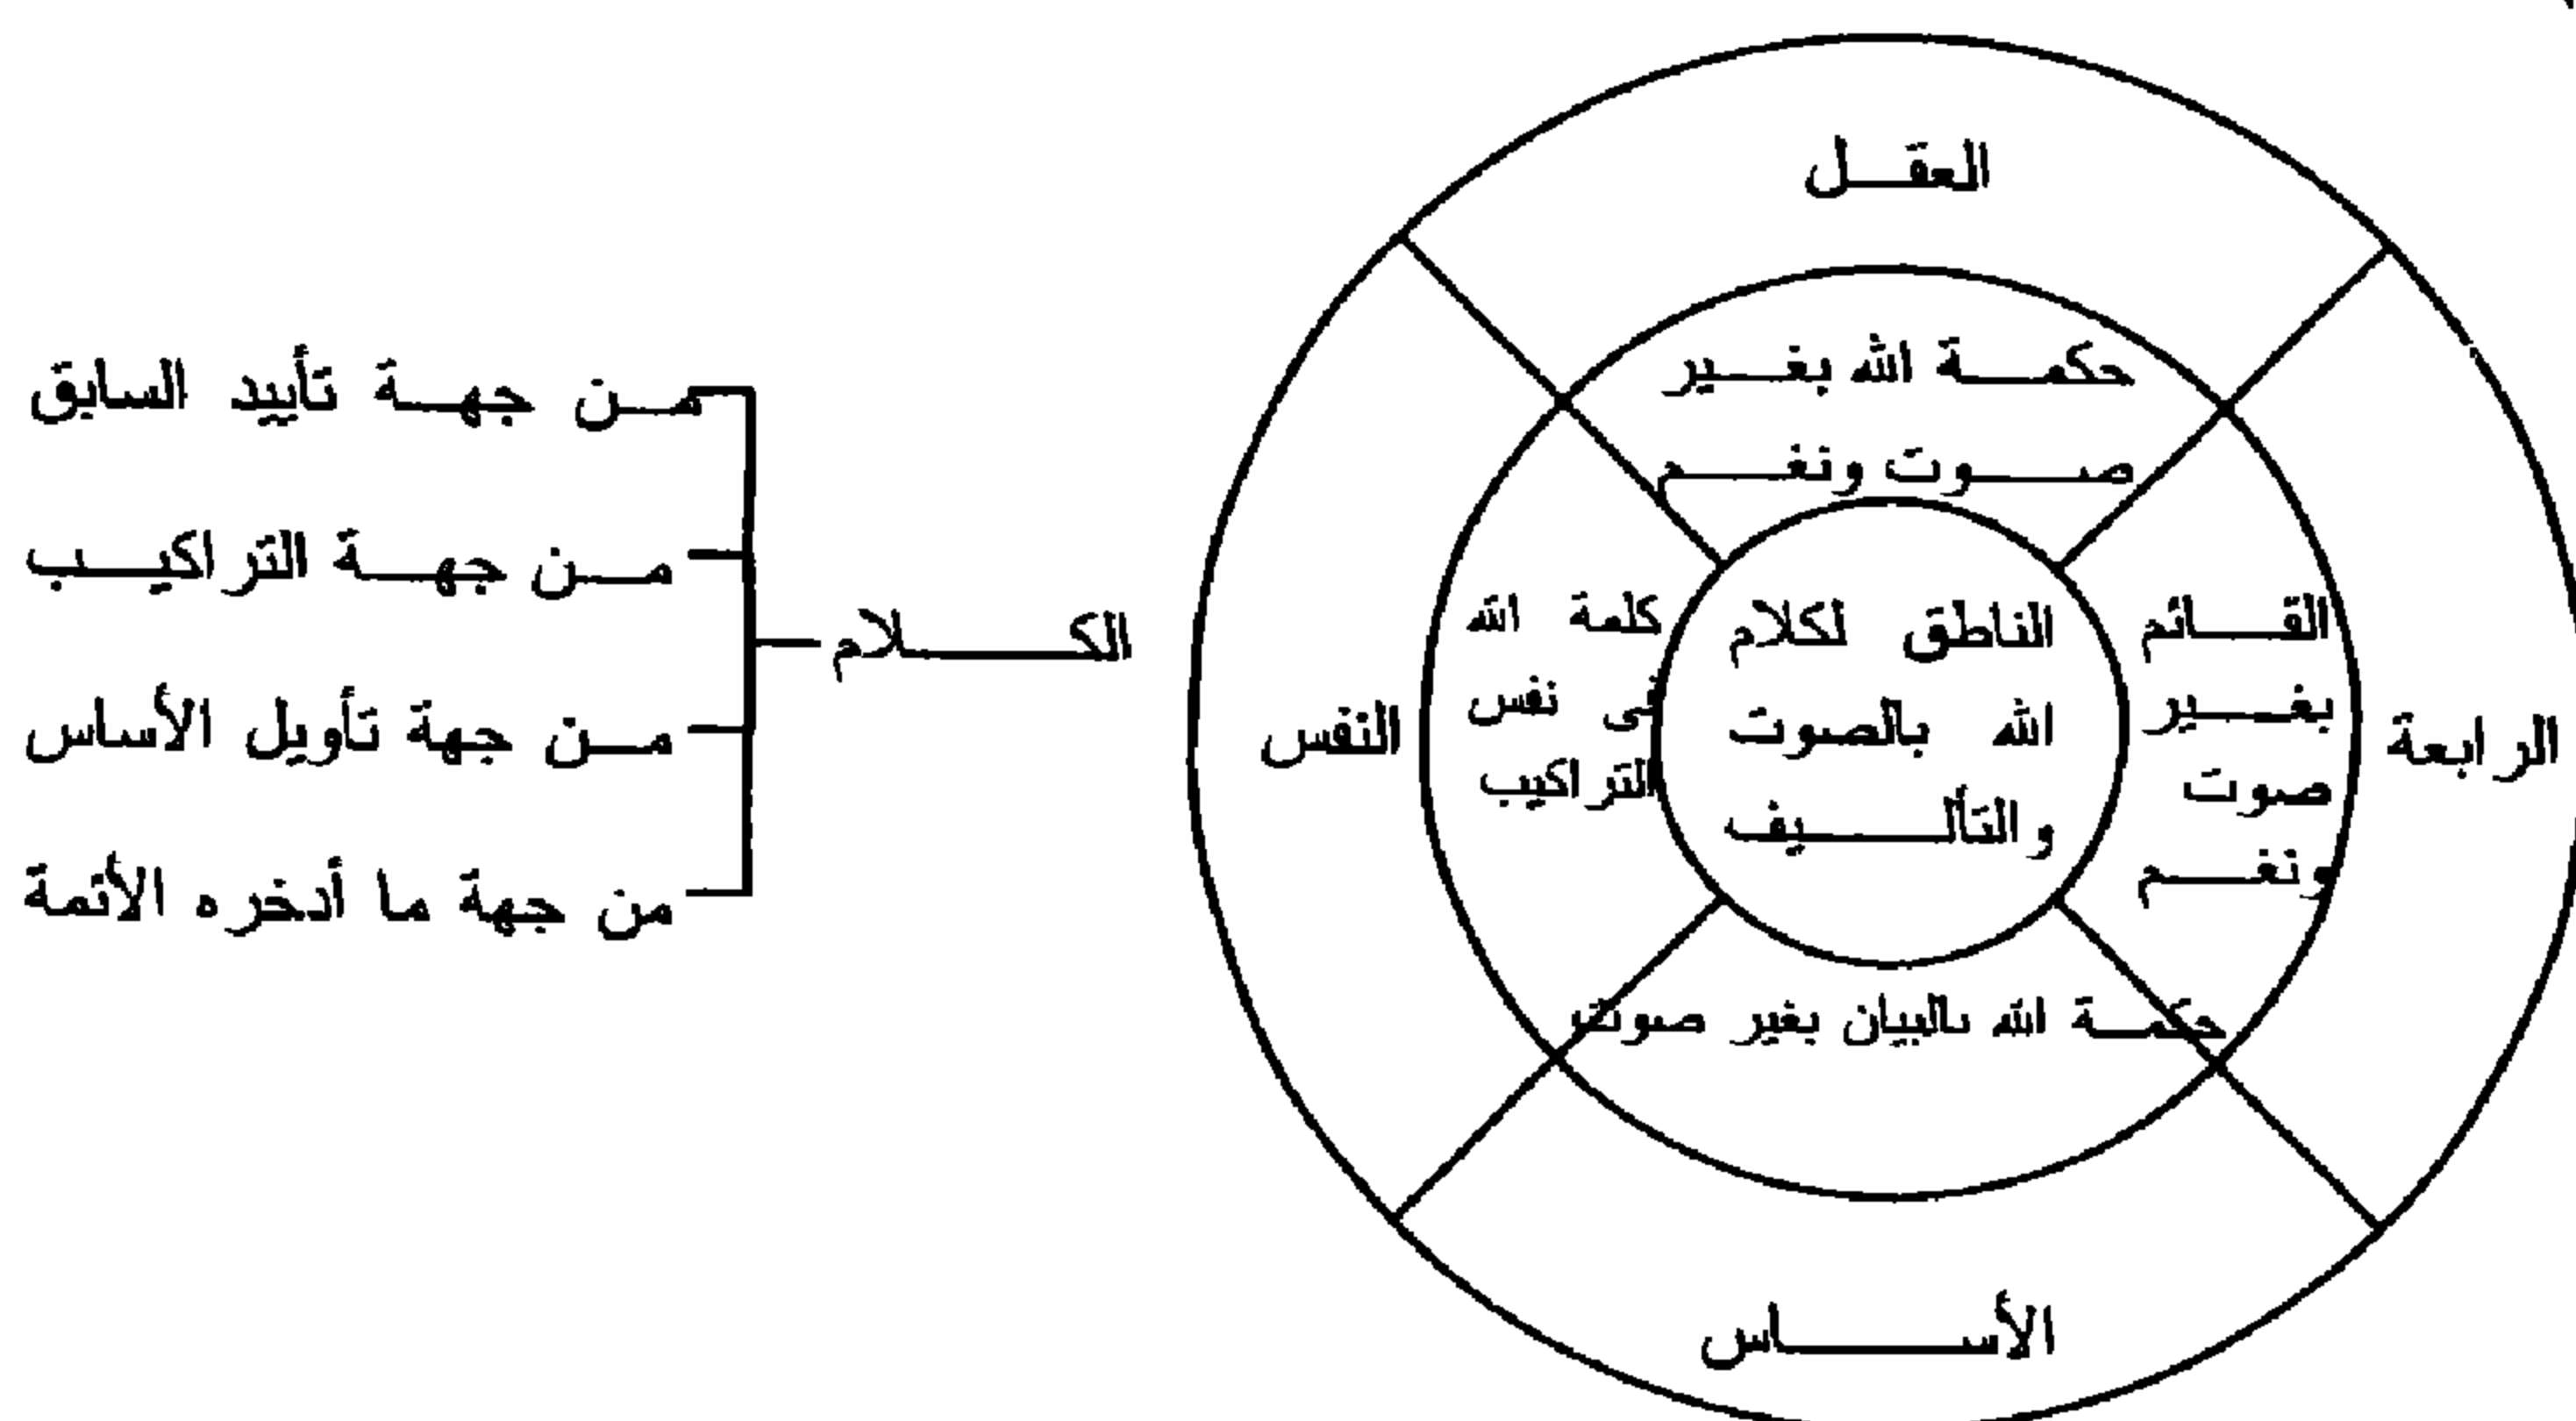 العقل
حكمة الله بغير
صوت ونغم
الرابعة
القائم
بغير
صوت
ونغم
الناطق لكلام
الله بالصوت
والتأليف
كلمة الله
فى نفس
التراكيب
النفس
حكمة الله بالبيان بغير صوت
الأساس
الكلام
من جهة تأييد السابق
من جهة التراكيب
من جهة تأويل الأساس
من جهة ما أدخره الأئمة